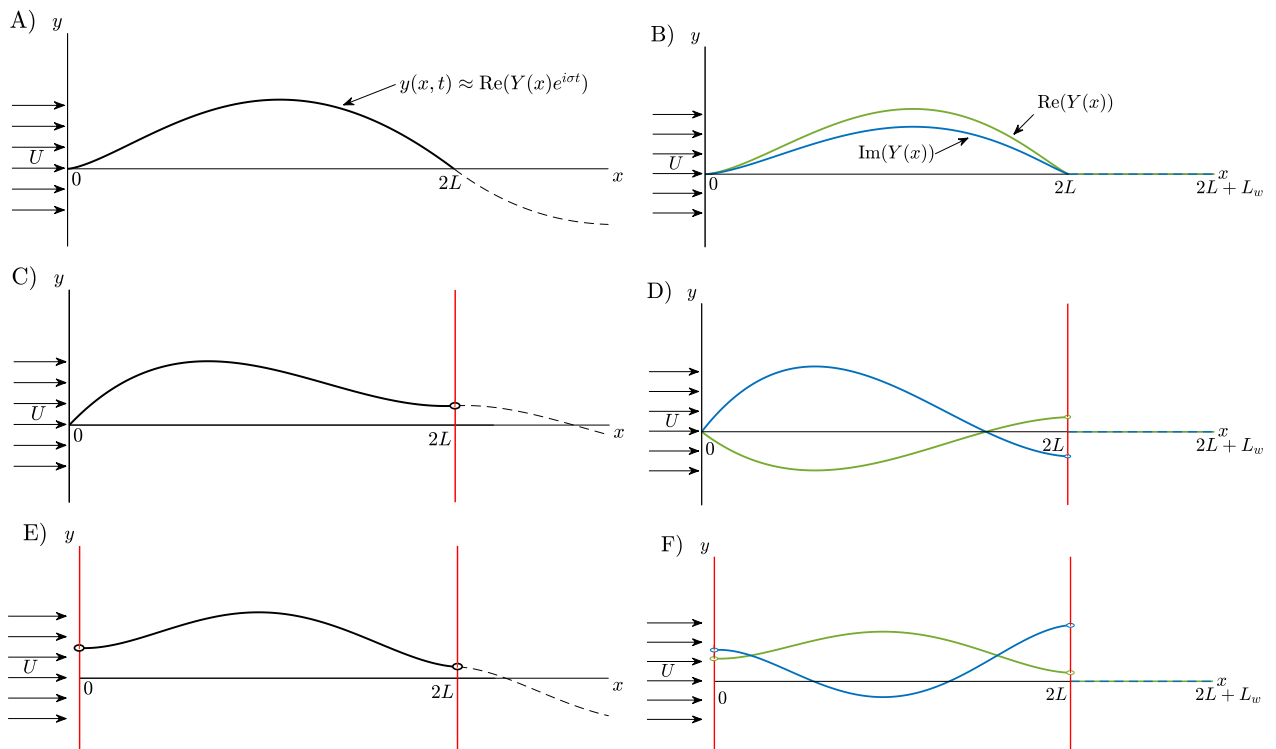 A) y
y(x, t) ≈ Re(Y(x)e^{iσt})
U
0
2L
x
B) y
Re(Y(x))
Im(Y(x))
U
0
2L
x
2L + L_w
C) y
U
0
2L
x
D) y
U
0
2L
x
2L + L_w
E) y
U
0
2L
x
F) y
U
0
2L
x
2L + L_w